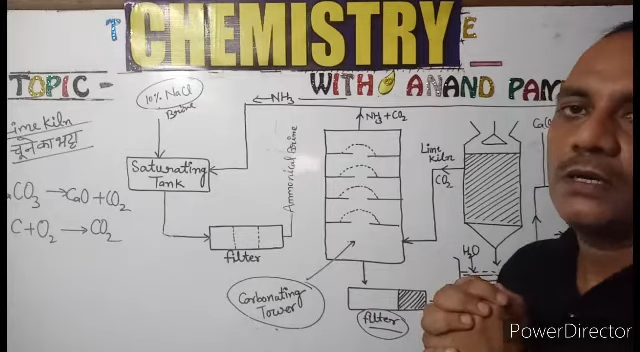 CHEMISTRY
TOPIC -
WITH ANAND
10% NaCl
Brine
NH₃
NH₃ + CO₂
Lime Kiln
चूने का भट्टा
Saturating
Tank
Ammonical Brine
Lime
Kiln
CO₂
CO₃ → CaO + CO₂
C + O₂ → CO₂
filter
H₂O
Carbonating
Tower
filter
PowerDirector